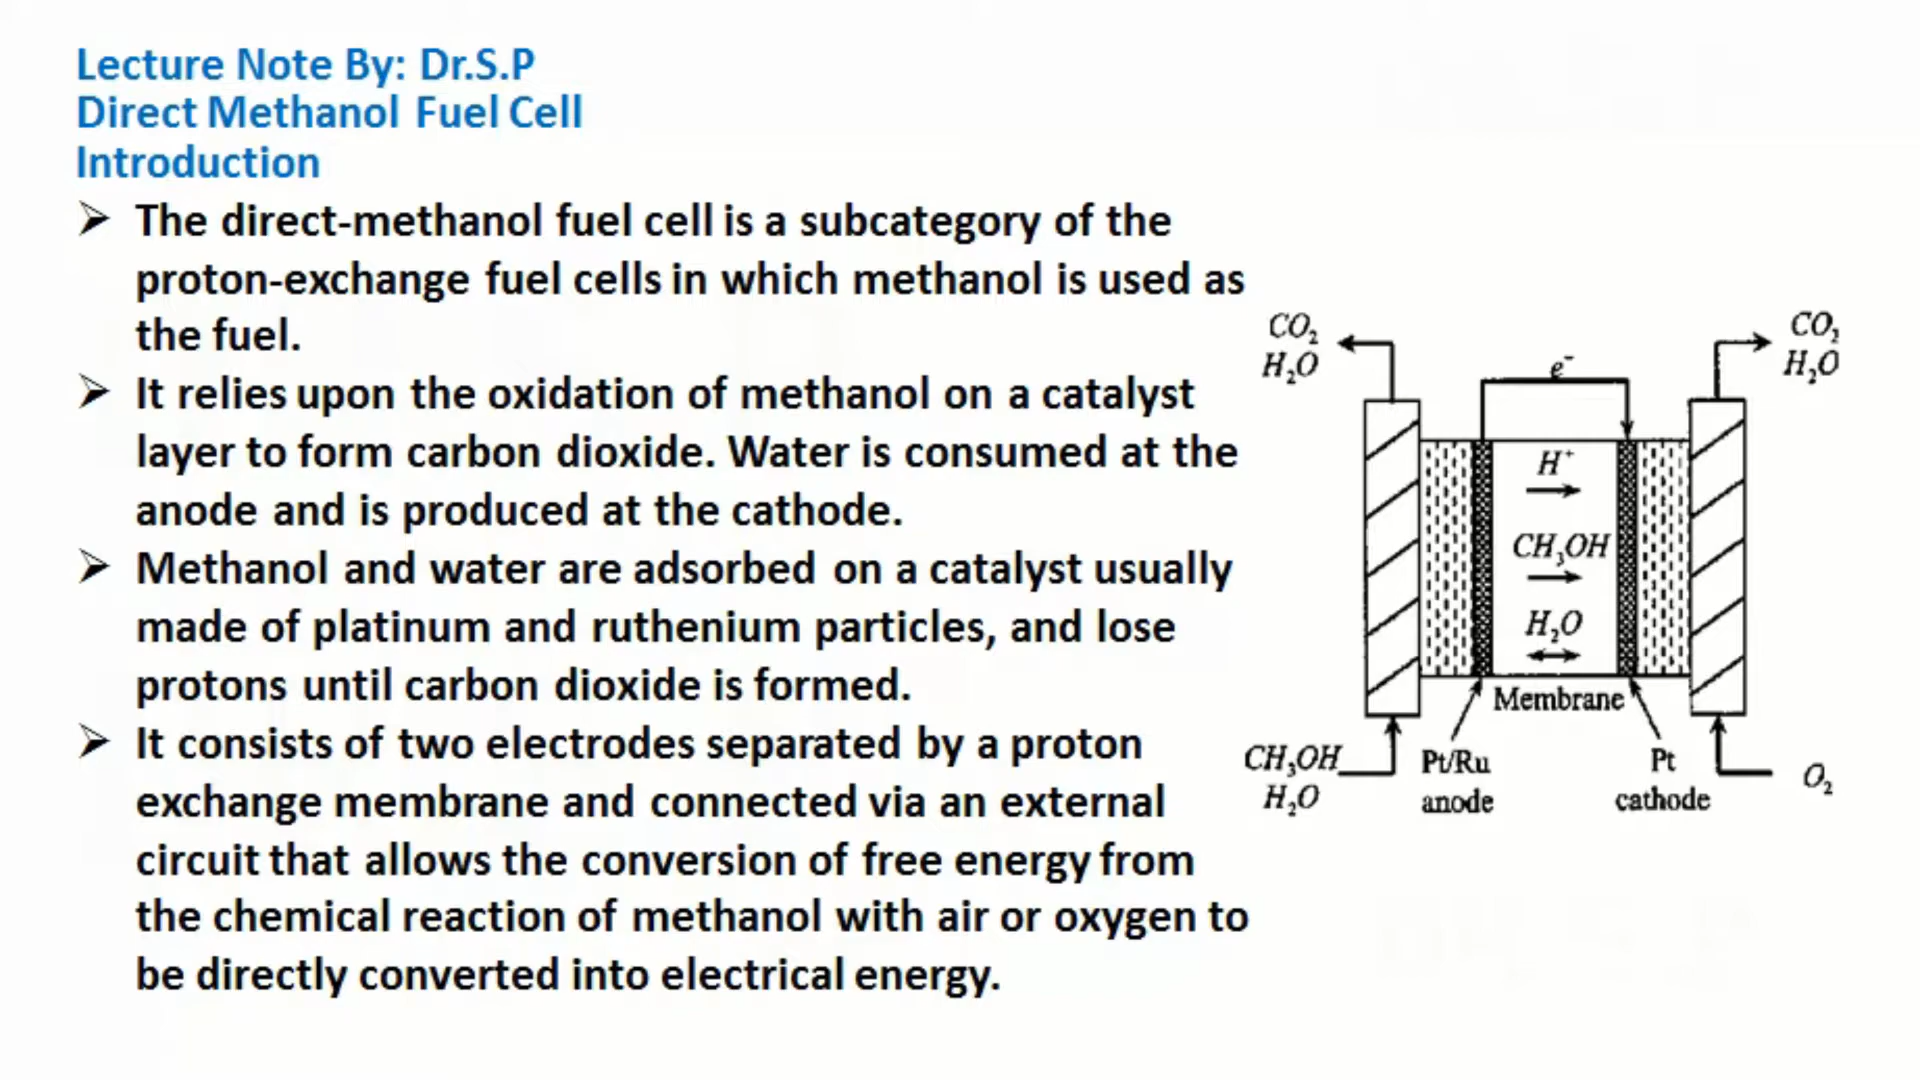 Lecture Note By: Dr.S.P
Direct Methanol Fuel Cell
Introduction
➢ The direct-methanol fuel cell is a subcategory of the
proton-exchange fuel cells in which methanol is used as
the fuel.
➢ It relies upon the oxidation of methanol on a catalyst
layer to form carbon dioxide. Water is consumed at the
anode and is produced at the cathode.
➢ Methanol and water are adsorbed on a catalyst usually
made of platinum and ruthenium particles, and lose
protons until carbon dioxide is formed.
➢ It consists of two electrodes separated by a proton
exchange membrane and connected via an external
circuit that allows the conversion of free energy from
the chemical reaction of methanol with air or oxygen to
be directly converted into electrical energy.
CO₂
H₂O
e⁻
CO₂
H₂O
H⁺
CH₃OH
H₂O
Membrane
CH₃OH
H₂O
Pt/Ru
anode
Pt
cathode
O₂